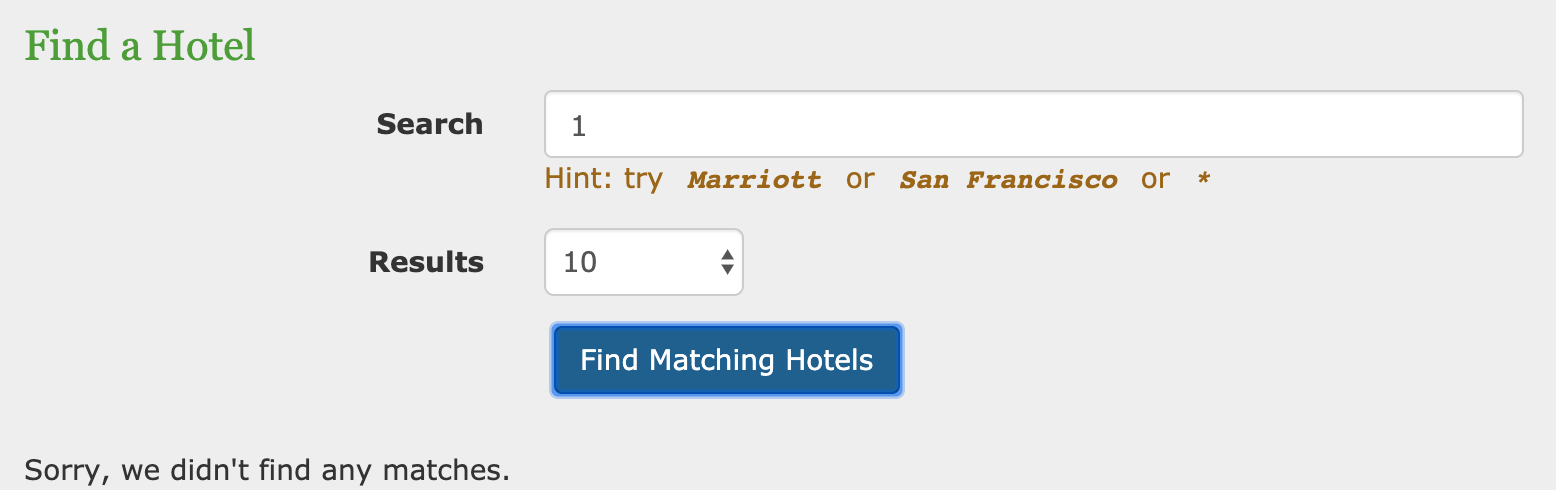 Find a Hotel
Search 1
Hint: try Marriott or San Francisco or *
Results 10
Find Matching Hotels
Sorry, we didn't find any matches.